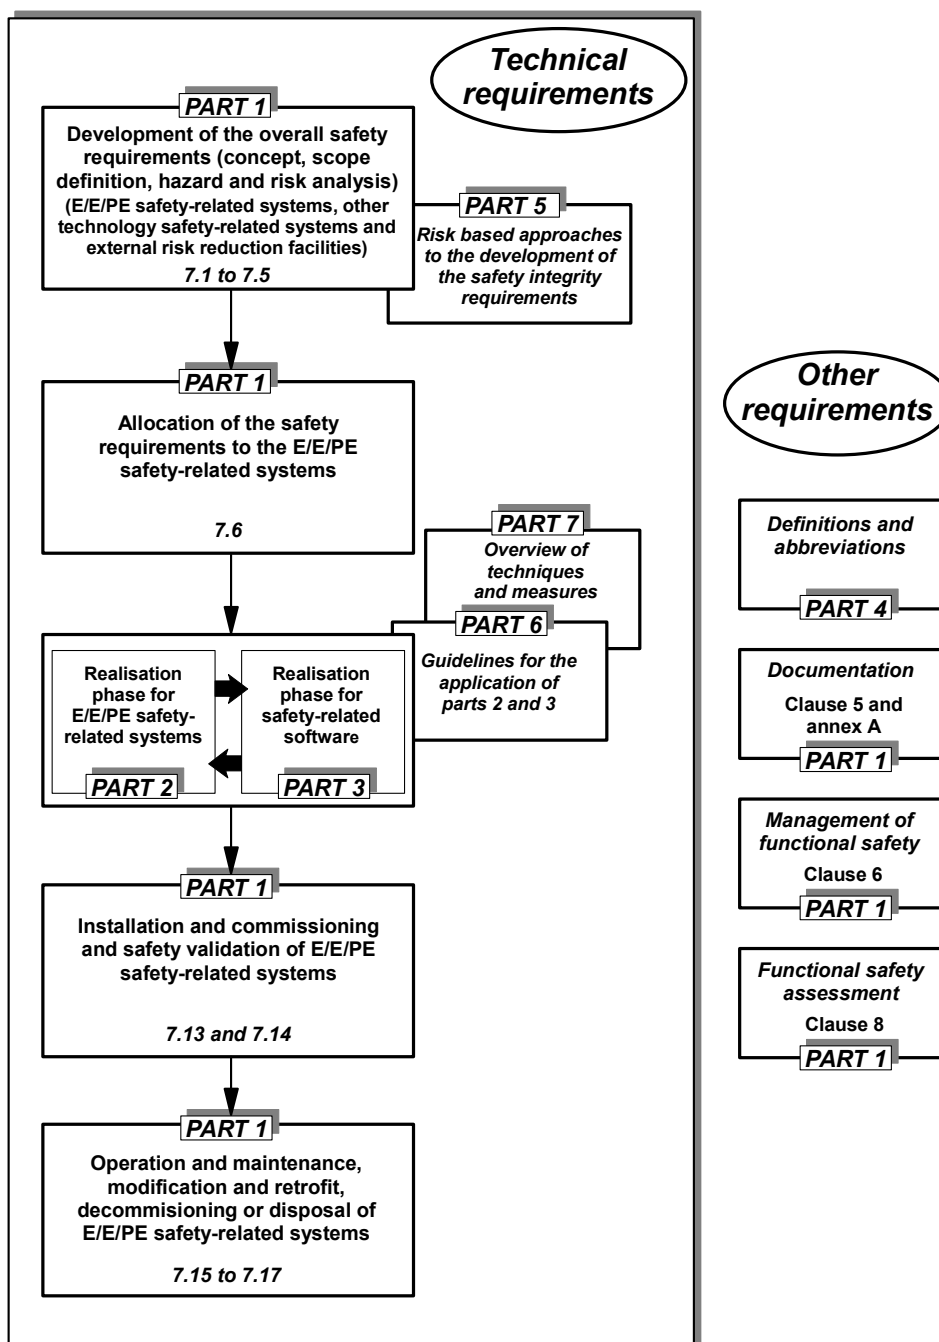 Technical
requirements
PART 1
Development of the overall safety
requirements (concept, scope
definition, hazard and risk analysis)
(E/E/PE safety-related systems, other
technology safety-related systems and
external risk reduction facilities)
7.1 to 7.5
PART 5
Risk based approaches
to the development of
the safety integrity
requirements
PART 1
Allocation of the safety
requirements to the E/E/PE
safety-related systems
7.6
PART 7
Overview of
techniques
and measures
PART 6
Guidelines for the
application of
parts 2 and 3
Realisation
phase for
E/E/PE safety-
related systems
PART 2
Realisation
phase for
safety-related
software
PART 3
PART 1
Installation and commissioning
and safety validation of E/E/PE
safety-related systems
7.13 and 7.14
PART 1
Operation and maintenance,
modification and retrofit,
decommisioning or disposal of
E/E/PE safety-related systems
7.15 to 7.17
Other
requirements
Definitions and
abbreviations
PART 4
Documentation
Clause 5 and
annex A
PART 1
Management of
functional safety
Clause 6
PART 1
Functional safety
assessment
Clause 8
PART 1